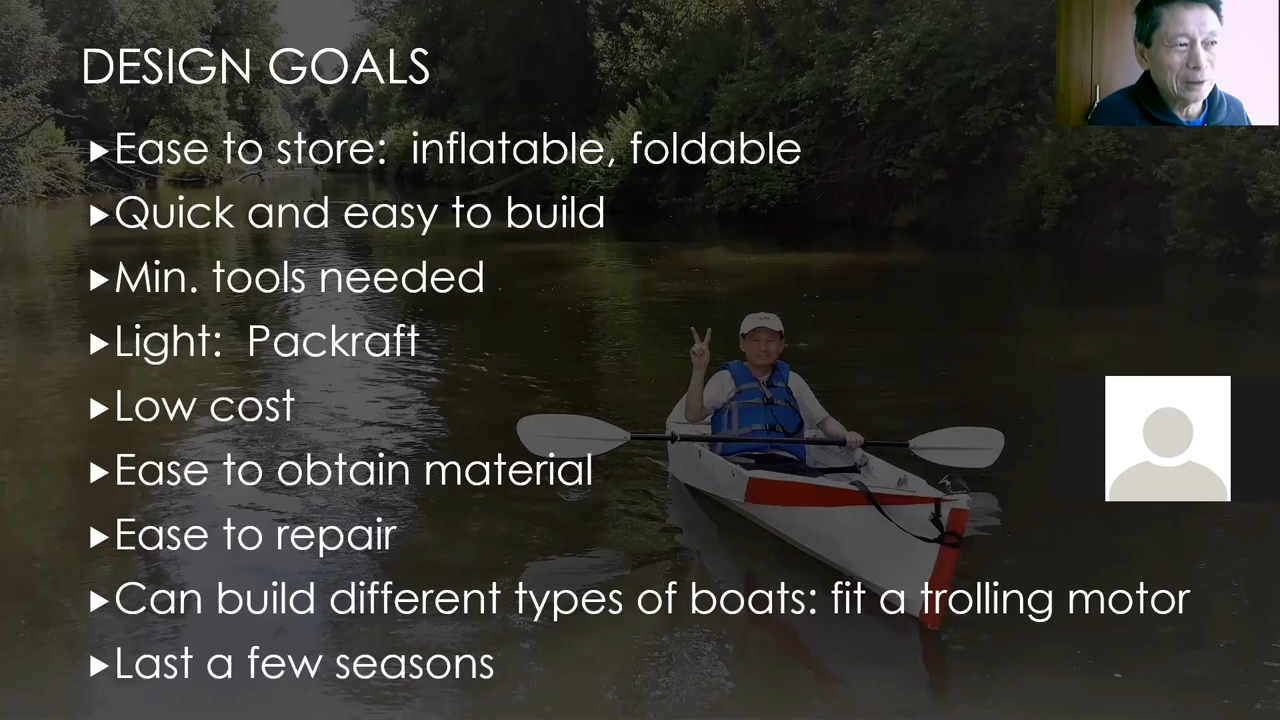 DESIGN GOALS
Ease to store: inflatable, foldable
Quick and easy to build
Min. tools needed
Light: Packraft
Low cost
Ease to obtain material
Ease to repair
Can build different types of boats: fit a trolling motor
Last a few seasons